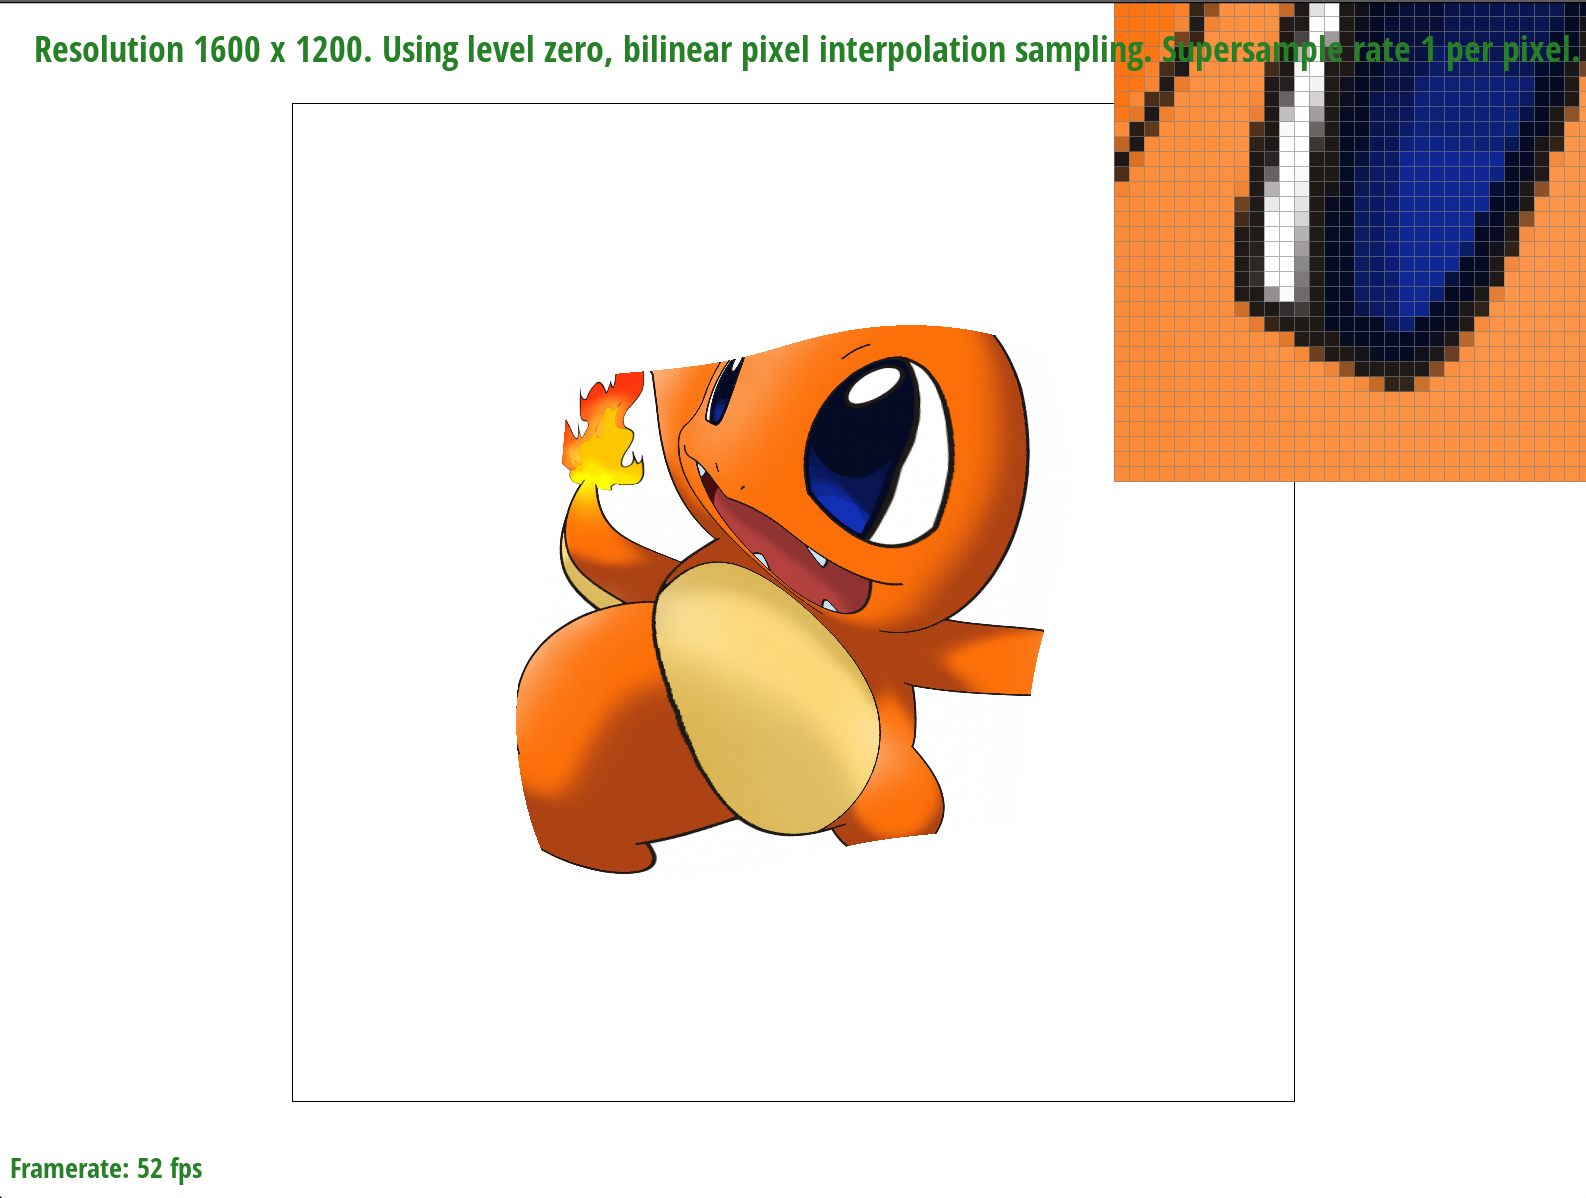 Resolution 1600 x 1200. Using level zero, bilinear pixel interpolation sampling. Supersample rate 1 per pixel.
Framerate: 52 fps